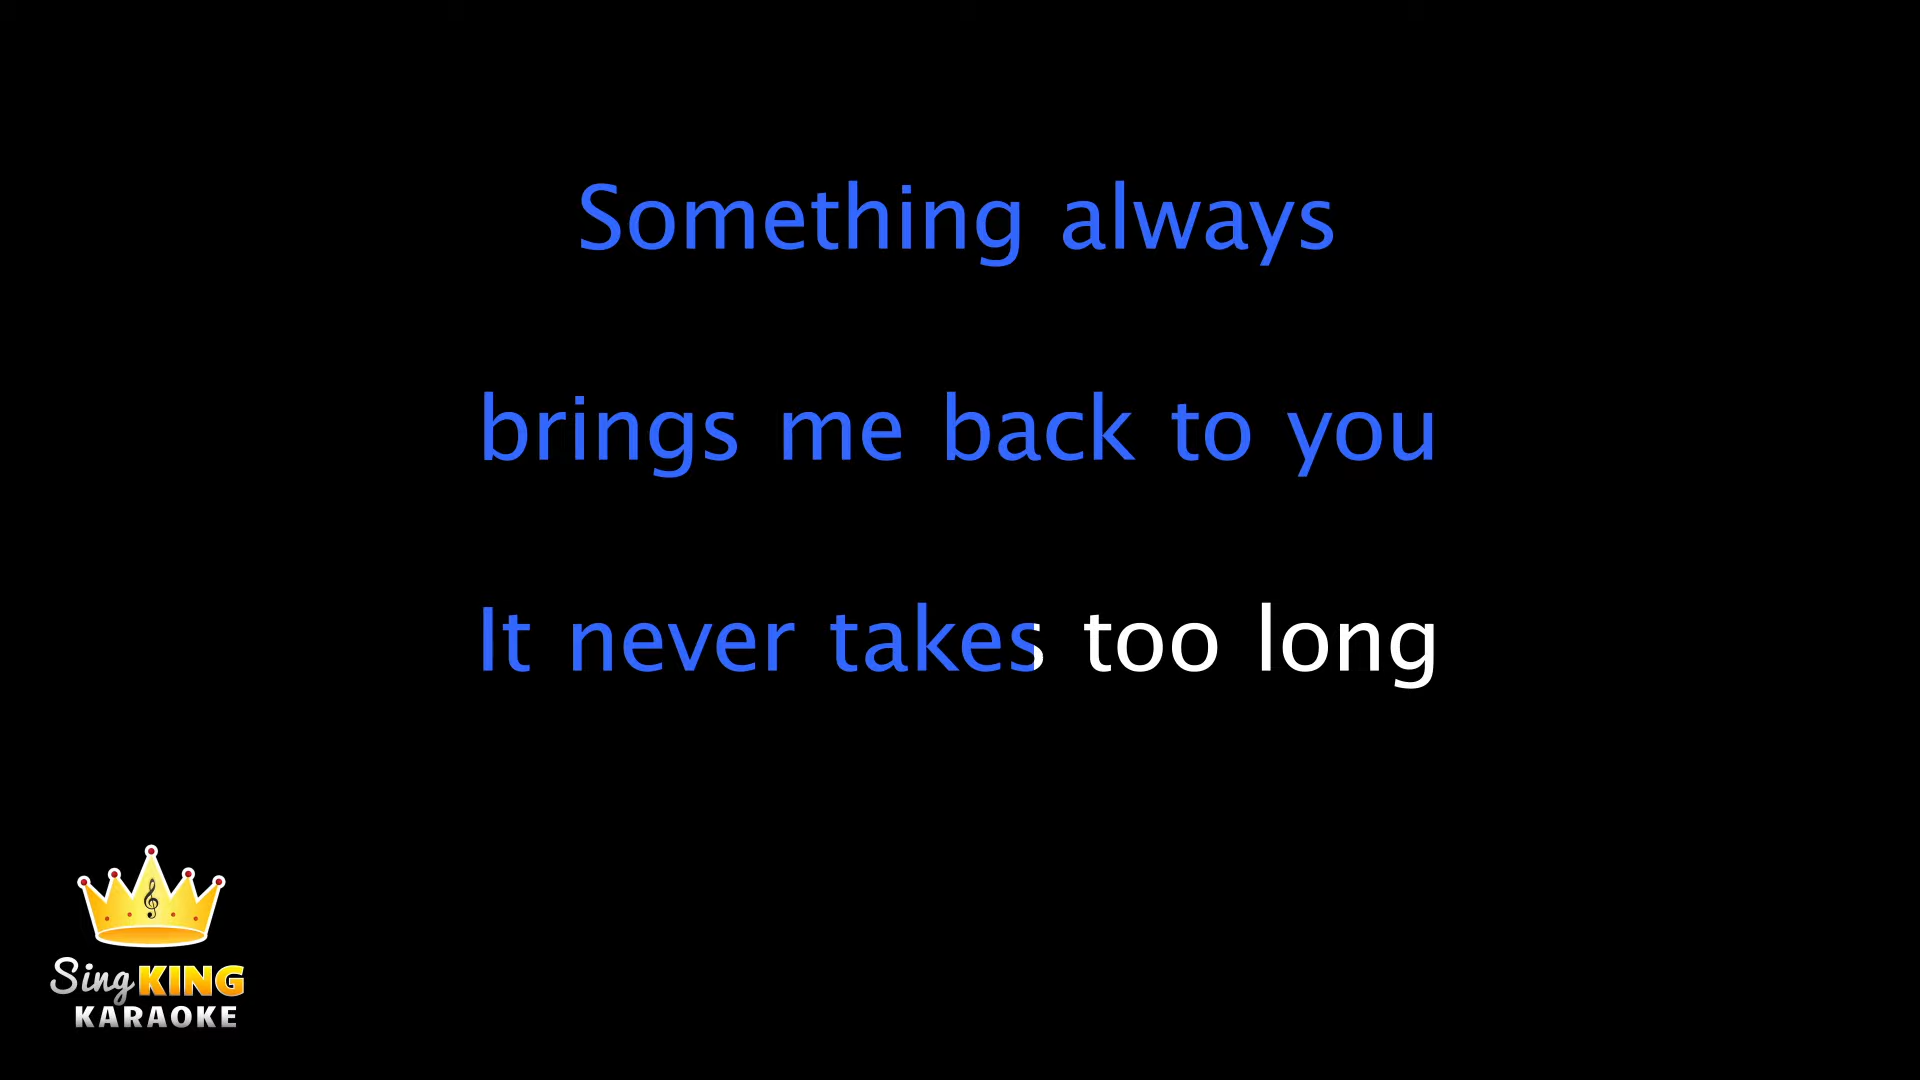 Something always
brings me back to you
It never takes too long
Sing KING
KARAOKE